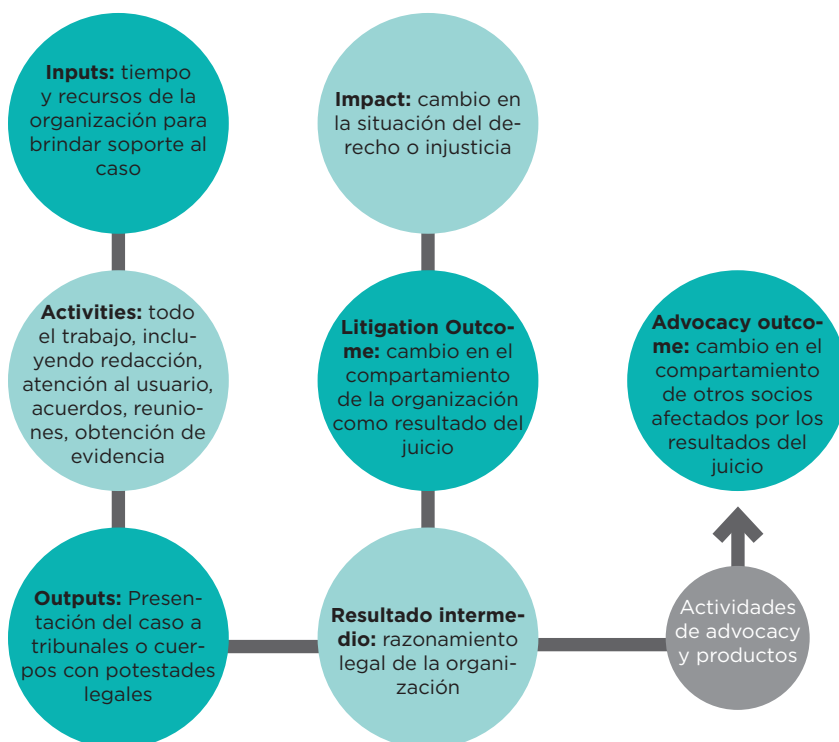 Inputs: tiempo
y recursos de la
organización para
brindar soporte al
caso
Activities: todo
el trabajo, inclu-
yendo redacción,
atención al usuario,
acuerdos, reunio-
nes, obtención de
evidencia
Outputs: Presen-
tación del caso a
tribunales o cuer-
pos con potestades
legales
Resultado interme-
dio: razonamiento
legal de la organi-
zación
Litigation Outco-
me: cambio en el
compartamiento
de la organización
como resultado del
juicio
Impact: cambio en
la situación del de-
recho o injusticia
Actividades
de advocacy
y productos
Advocacy outco-
me: cambio en el
compartamiento
de otros socios
afectados por los
resultados del
juicio